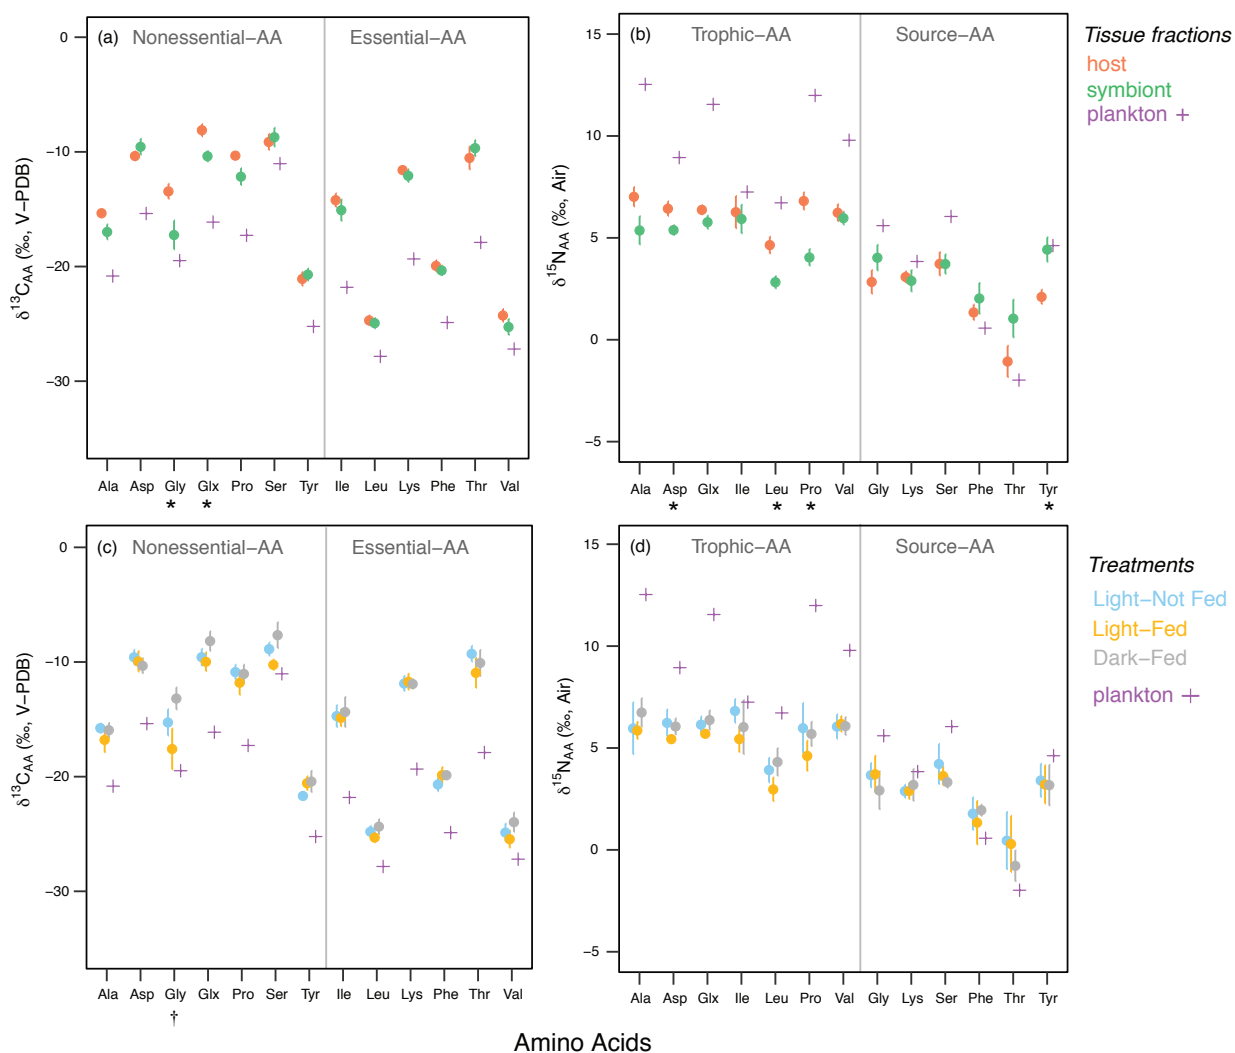 (a) Nonessential−AA Essential−AA
0
−10
−20
−30
δ13CAA (‰, V−PDB)
Ala Asp Gly Glx Pro Ser Tyr Ile Leu Lys Phe Thr Val
* *
(b) Trophic−AA Source−AA
15
10
5
0
−5
δ15NAA (‰, Air)
Ala Asp Glx Ile Leu Pro Val Gly Lys Ser Phe Thr Tyr
* * * *
Tissue fractions
host
symbiont
plankton +
(c) Nonessential−AA Essential−AA
0
−10
−20
−30
δ13CAA (‰, V−PDB)
Ala Asp Gly Glx Pro Ser Tyr Ile Leu Lys Phe Thr Val
†
(d) Trophic−AA Source−AA
15
10
5
0
−5
δ15NAA (‰, Air)
Ala Asp Glx Ile Leu Pro Val Gly Lys Ser Phe Thr Tyr
Treatments
Light−Not Fed
Light−Fed
Dark−Fed
plankton +
Amino Acids